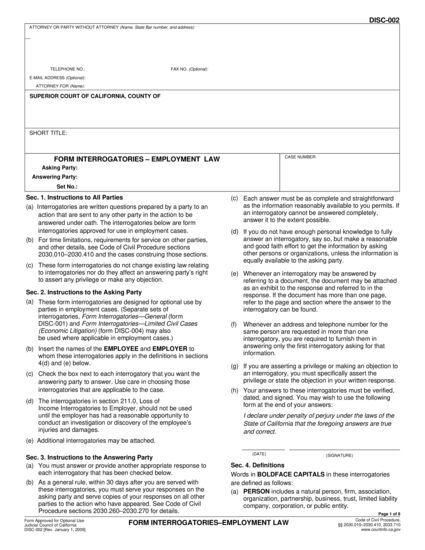 DISC-002
ATTORNEY OR PARTY WITHOUT ATTORNEY (Name, State Bar number, and address):
TELEPHONE NO.: FAX NO. (Optional):
E-MAIL ADDRESS (Optional):
ATTORNEY FOR (Name):
SUPERIOR COURT OF CALIFORNIA, COUNTY OF
SHORT TITLE:
FORM INTERROGATORIES – EMPLOYMENT LAW
Asking Party:
Answering Party:
Set No.:
CASE NUMBER:
Sec. 1. Instructions to All Parties
(a) Interrogatories are written questions prepared by a party to an
action that are sent to any other party in the action to be
answered under oath. The interrogatories below are form
interrogatories approved for use in employment cases.
(b) For time limitations, requirements for service on other parties,
and other details, see Code of Civil Procedure sections
2030.010–2030.410 and the cases construing those sections.
(c) These form interrogatories do not change existing law relating
to interrogatories nor do they affect an answering party's right
to assert any privilege or make any objection.
Sec. 2. Instructions to the Asking Party
(a) These form interrogatories are designed for optional use by
parties in employment cases. (Separate sets of
interrogatories, Form Interrogatories—General (form
DISC-001) and Form Interrogatories—Limited Civil Cases
(Economic Litigation) (form DISC-004) may also
be used where applicable in employment cases.)
(b) Insert the names of the EMPLOYEE and EMPLOYER to
whom these interrogatories apply in the definitions in sections
4(d) and (e) below.
(c) Check the box next to each interrogatory that you want the
answering party to answer. Use care in choosing those
interrogatories that are applicable to the case.
(d) The interrogatories in section 211.0, Loss of
Income Interrogatories to Employer, should not be used
until the employer has had a reasonable opportunity to
conduct an investigation or discovery of the employee's
injuries and damages.
(e) Additional interrogatories may be attached.
Sec. 3. Instructions to the Answering Party
(a) You must answer or provide another appropriate response to
each interrogatory that has been checked below.
(b) As a general rule, within 30 days after you are served with
these interrogatories, you must serve your responses on the
asking party and serve copies of your responses on all other
parties to the action who have appeared. See Code of Civil
Procedure sections 2030.260–2030.270 for details.
(c) Each answer must be as complete and straightforward
as the information reasonably available to you permits. If
an interrogatory cannot be answered completely,
answer it to the extent possible.
(d) If you do not have enough personal knowledge to fully
answer an interrogatory, say so, but make a reasonable
and good faith effort to get the information by asking
other persons or organizations, unless the information is
equally available to the asking party.
(e) Whenever an interrogatory may be answered by
referring to a document, the document may be attached
as an exhibit to the response and referred to in the
response. If the document has more than one page,
refer to the page and section where the answer to the
interrogatory can be found.
(f) Whenever an address and telephone number for the
same person are requested in more than one
interrogatory, you are required to furnish them in
answering only the first interrogatory asking for that
information.
(g) If you are asserting a privilege or making an objection to
an interrogatory, you must specifically assert the
privilege or state the objection in your written response.
(h) Your answers to these interrogatories must be verified,
dated, and signed. You may wish to use the following
form at the end of your answers:
I declare under penalty of perjury under the laws of the
State of California that the foregoing answers are true
and correct.
(DATE) (SIGNATURE)
Sec. 4. Definitions
Words in BOLDFACE CAPITALS in these interrogatories
are defined as follows:
(a) PERSON includes a natural person, firm, association,
organization, partnership, business, trust, limited liability
company, corporation, or public entity.
Page 1 of 8
Form Approved for Optional Use
Judicial Council of California
DISC-002 [Rev. January 1, 2009]
FORM INTERROGATORIES–EMPLOYMENT LAW
Code of Civil Procedure,
§§ 2030.010–2030.410, 2033.710
www.courtinfo.ca.gov